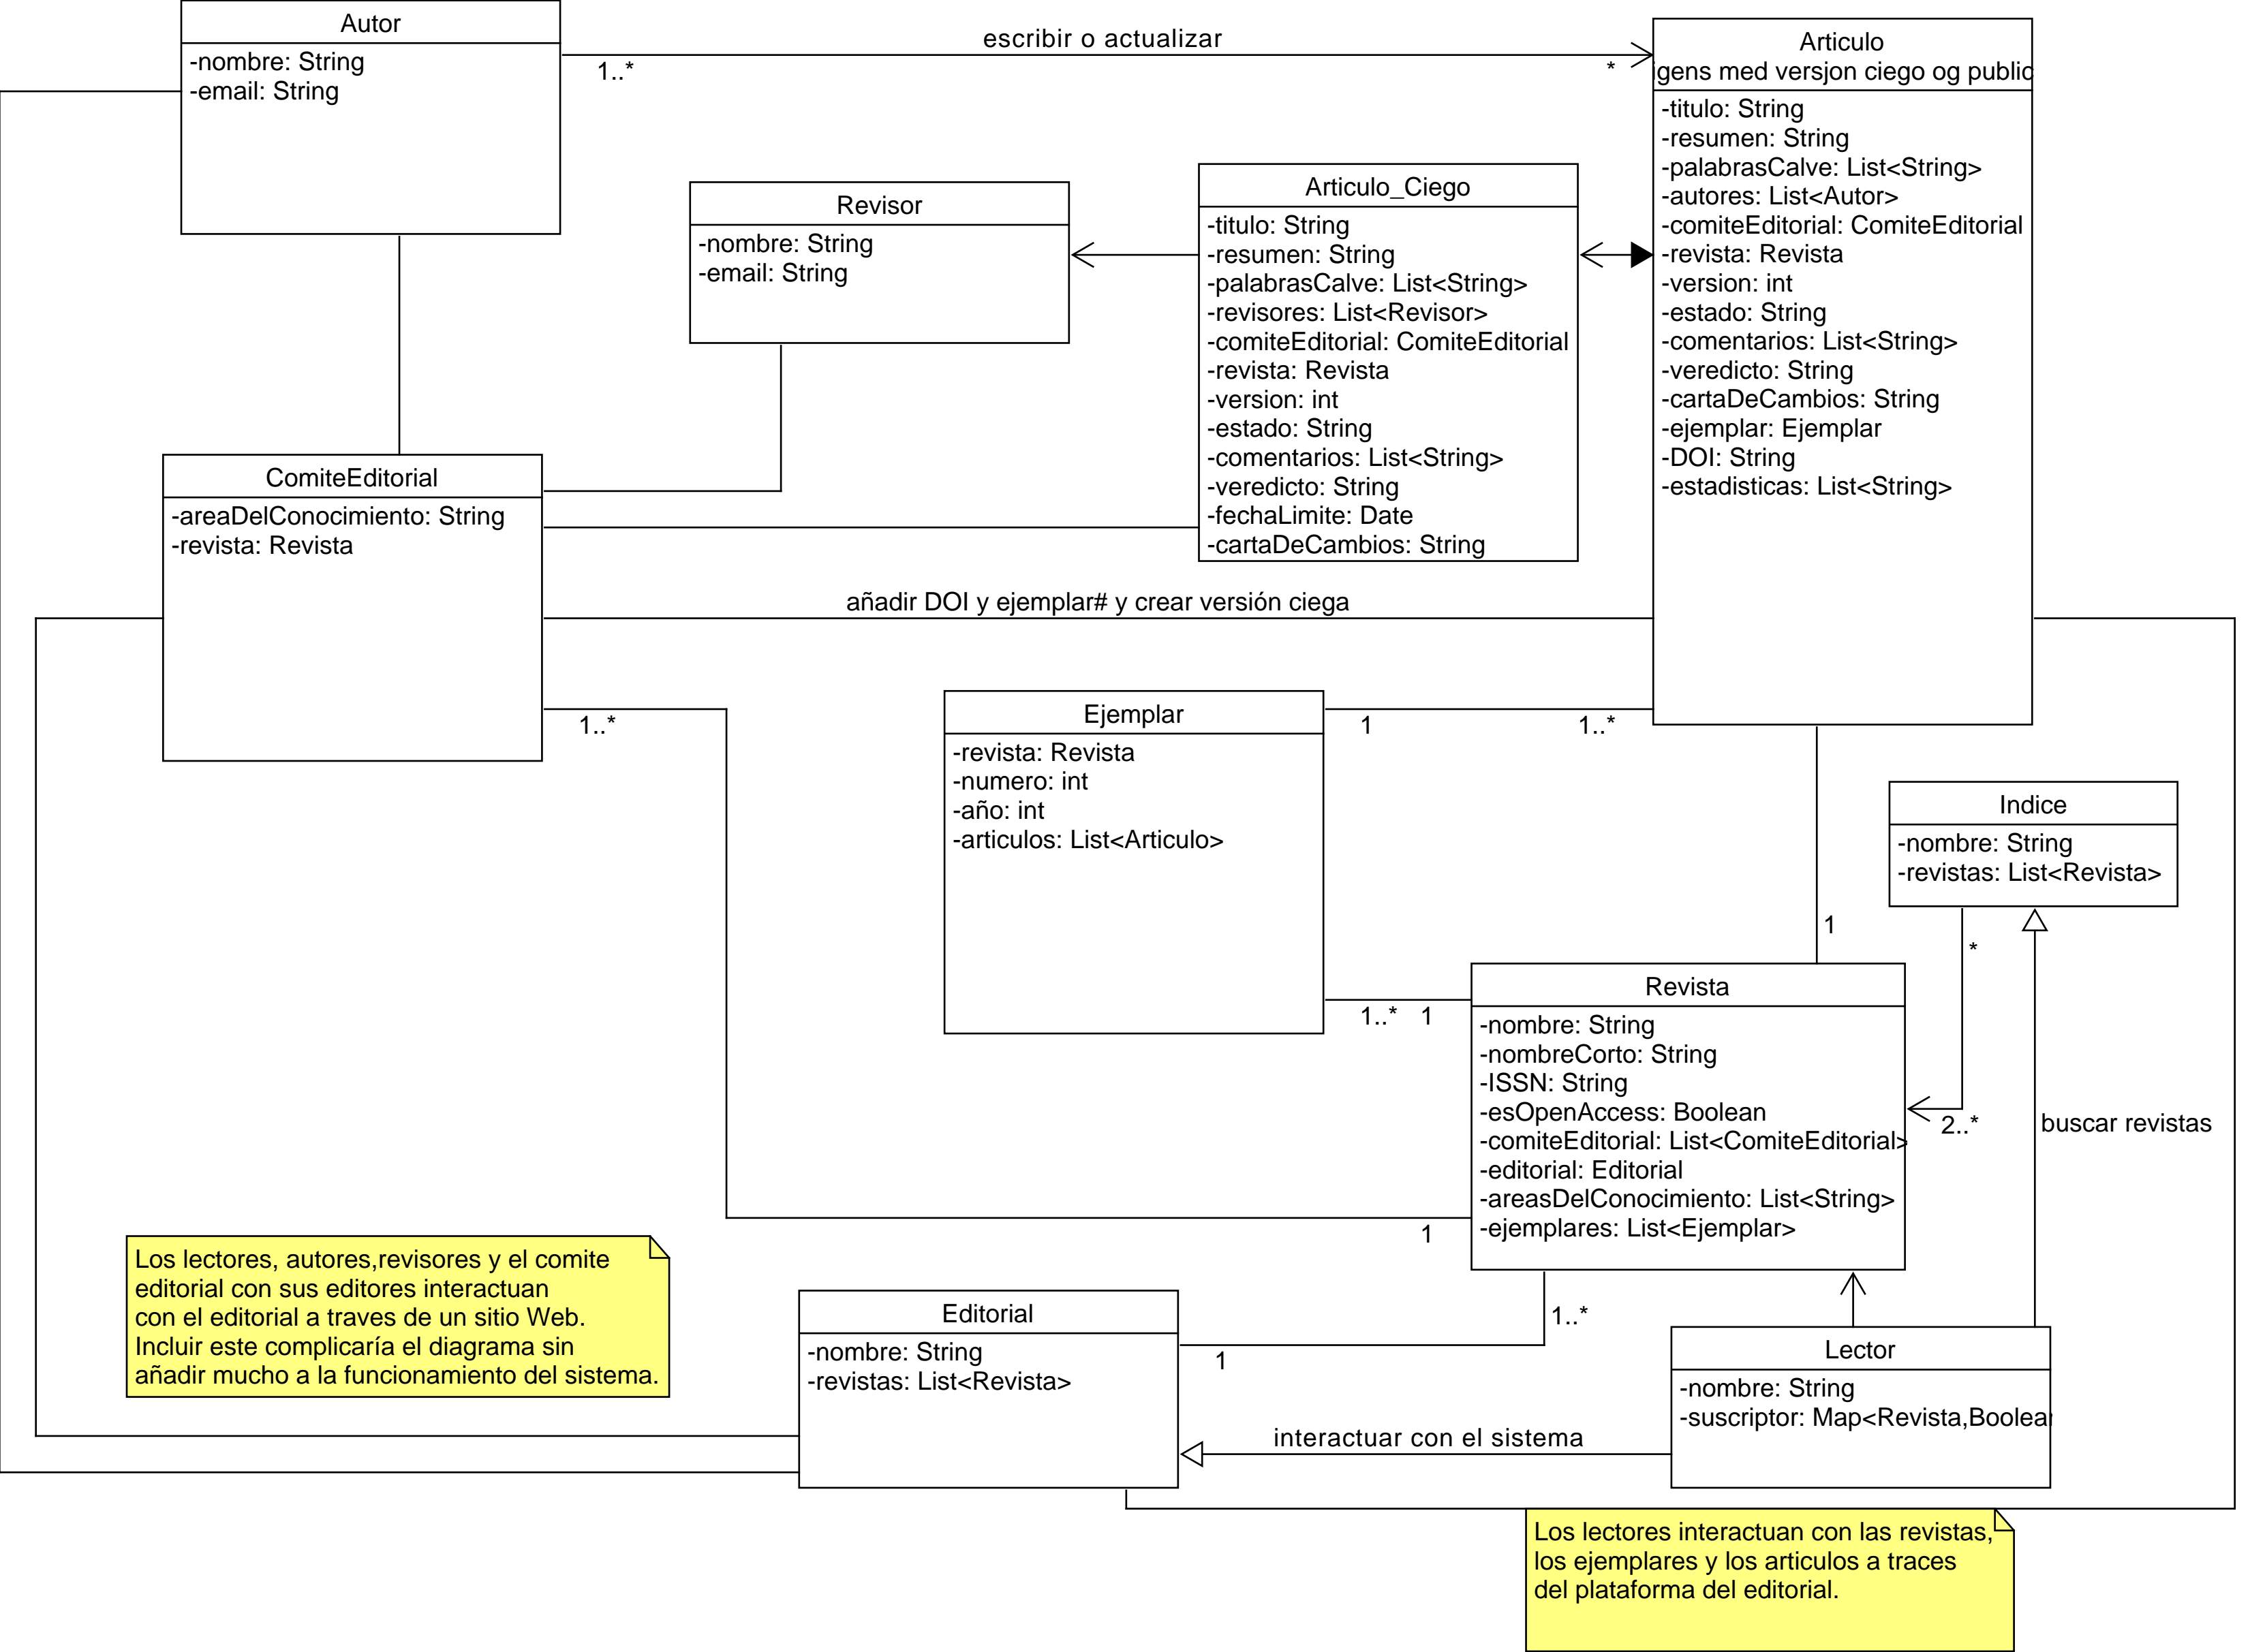 Autor
-nombre: String
-email: String
escribir o actualizar
1..*
*
Articulo
igens med versjon ciego og public
-titulo: String
-resumen: String
-palabrasCalve: List<String>
-autores: List<Autor>
-comiteEditorial: ComiteEditorial
-revista: Revista
-version: int
-estado: String
-comentarios: List<String>
-veredicto: String
-cartaDeCambios: String
-ejemplar: Ejemplar
-DOI: String
-estadisticas: List<String>
Revisor
-nombre: String
-email: String
Articulo_Ciego
-titulo: String
-resumen: String
-palabrasCalve: List<String>
-revisores: List<Revisor>
-comiteEditorial: ComiteEditorial
-revista: Revista
-version: int
-estado: String
-comentarios: List<String>
-veredicto: String
-fechaLimite: Date
-cartaDeCambios: String
ComiteEditorial
-areaDelConocimiento: String
-revista: Revista
añadir DOI y ejemplar# y crear versión ciega
1..*
Ejemplar
-revista: Revista
-numero: int
-año: int
-articulos: List<Articulo>
1
1..*
Indice
-nombre: String
-revistas: List<Revista>
1
*
1..*
1
Revista
-nombre: String
-nombreCorto: String
-ISSN: String
-esOpenAccess: Boolean
-comiteEditorial: List<ComiteEditorial>
-editorial: Editorial
-areasDelConocimiento: List<String>
-ejemplares: List<Ejemplar>
2..*
buscar revistas
1
Los lectores, autores,revisores y el comite
editorial con sus editores interactuan
con el editorial a traves de un sitio Web.
Incluir este complicaría el diagrama sin
añadir mucho a la funcionamiento del sistema.
Editorial
-nombre: String
-revistas: List<Revista>
1..*
1
Lector
-nombre: String
-suscriptor: Map<Revista,Boolea
interactuar con el sistema
Los lectores interactuan con las revistas,
los ejemplares y los articulos a traces
del plataforma del editorial.